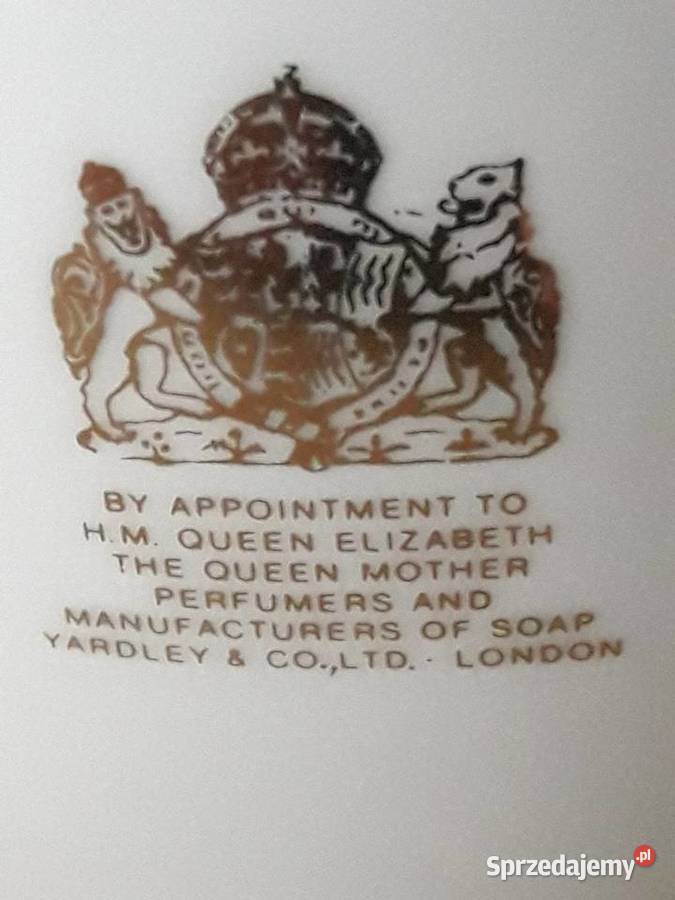 BY APPOINTMENT TO
H.M. QUEEN ELIZABETH
THE QUEEN MOTHER
PERFUMERS AND
MANUFACTURERS OF SOAP
YARDLEY & CO.,LTD. · LONDON
Sprzedajemy.pl